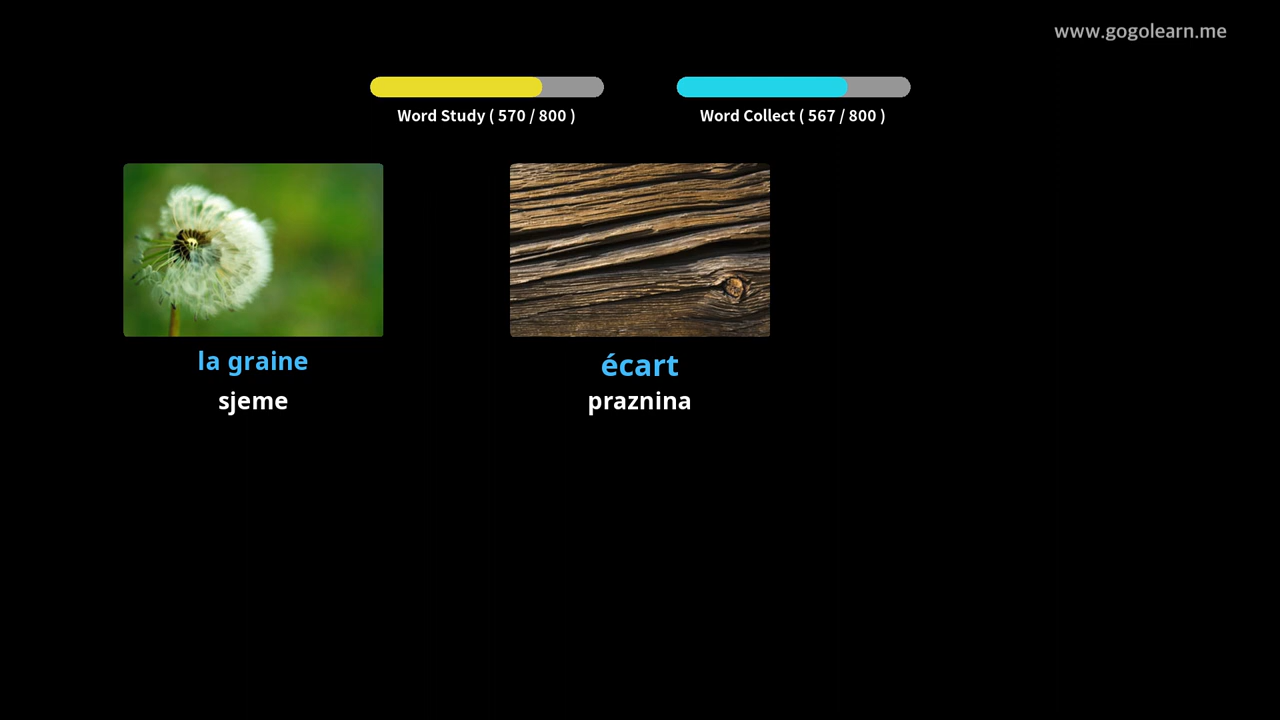 www.gogolearn.me
Word Study ( 570 / 800 )
Word Collect ( 567 / 800 )
la graine
sjeme
écart
praznina